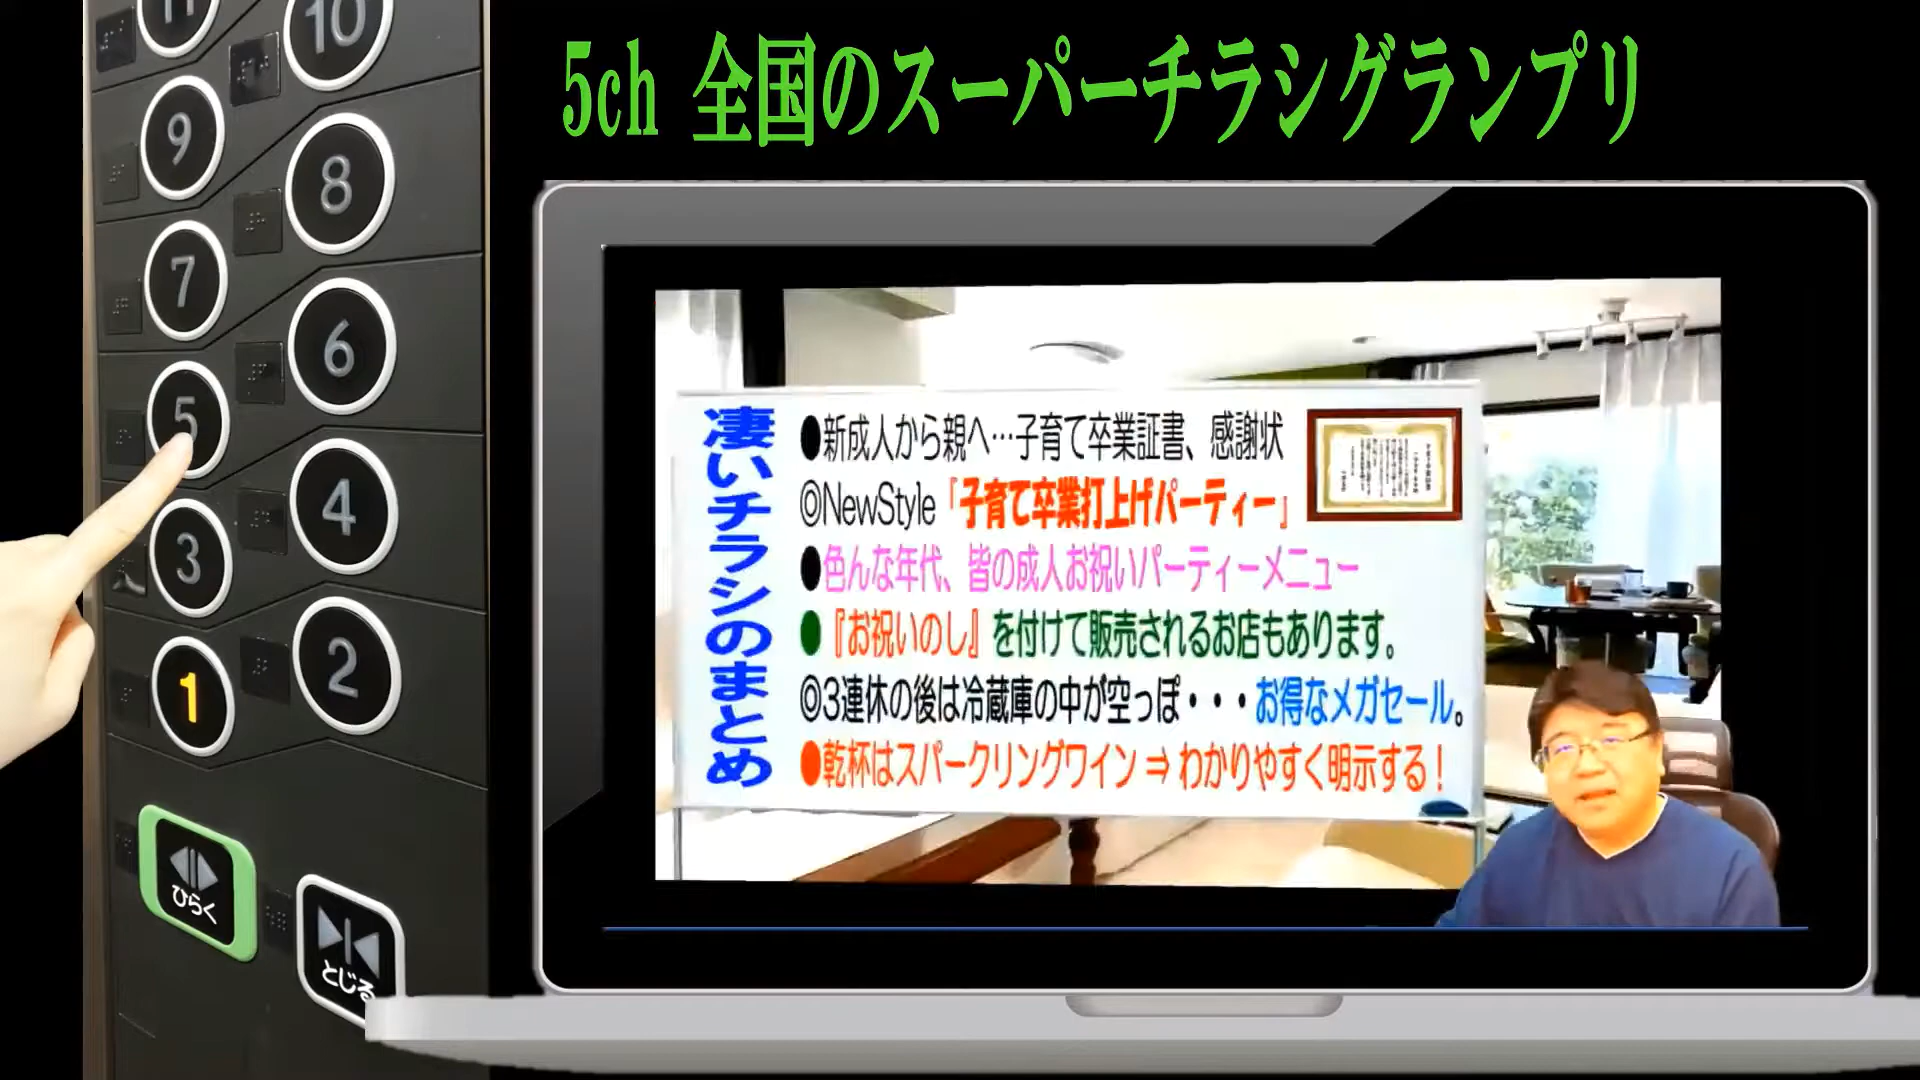 5ch 全国のスーパーチラシグランプリ
11
10
9
8
7
6
5
4
3
2
1
ひらく
とじる
凄いチラシのまとめ
●新成人から親へ…子育て卒業証書、感謝状
◎NewStyle「子育て卒業打上げパーティー」
●色んな年代、皆の成人お祝いパーティーメニュー
●『お祝いのし』を付けて販売されるお店もあります。
◎3連休の後は冷蔵庫の中が空っぽ・・・お得なメガセール。
●乾杯はスパークリングワイン⇒わかりやすく明示する！